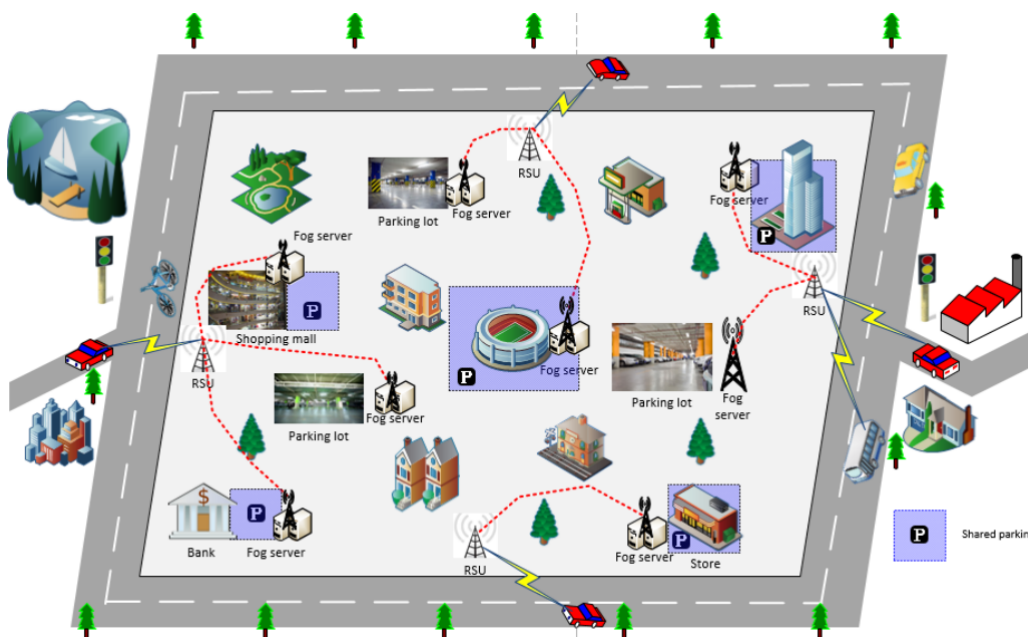 RSU
Parking lot
Fog server
Fog server
Fog server
P
P
Shopping mall
RSU
RSU
P
Fog server
Parking lot
Fog server
Parking lot
Fog
server
P
Bank
Fog server
RSU
Fog server
P
Store
P
Shared parkin